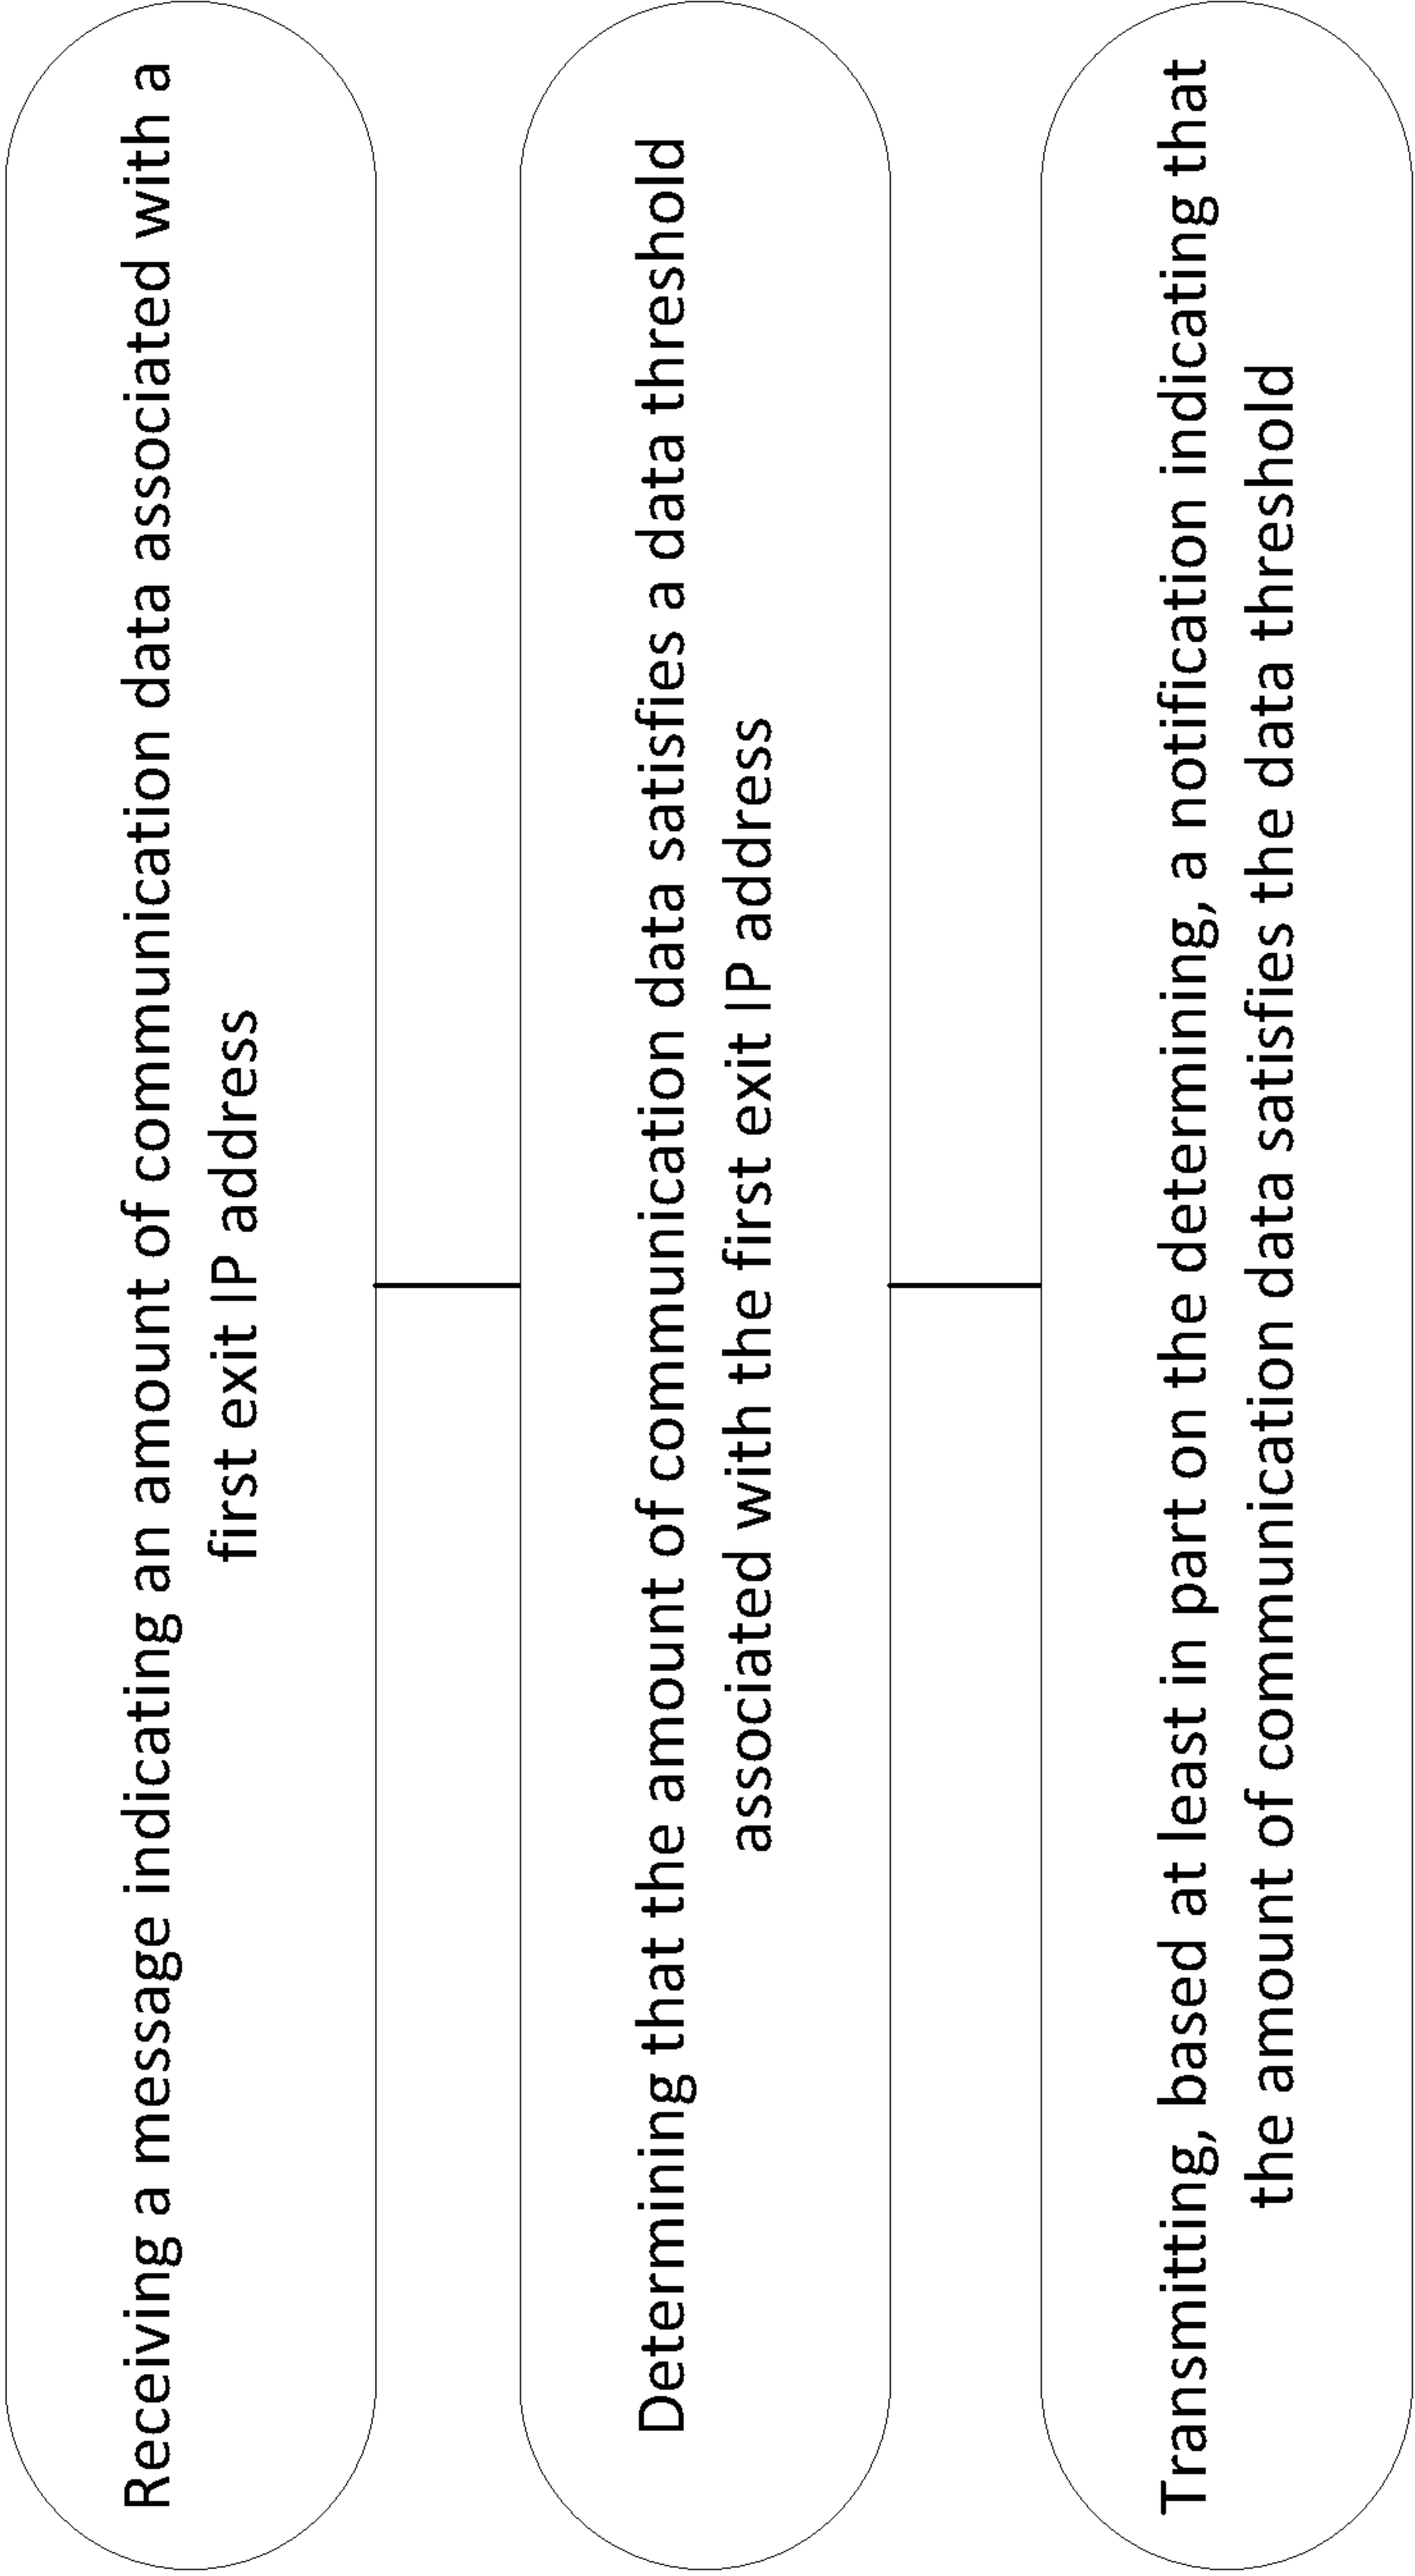 Receiving a message indicating an amount of communication data associated with a
first exit IP address
Determining that the amount of communication data satisfies a data threshold
associated with the first exit IP address
Transmitting, based at least in part on the determining, a notification indicating that
the amount of communication data satisfies the data threshold